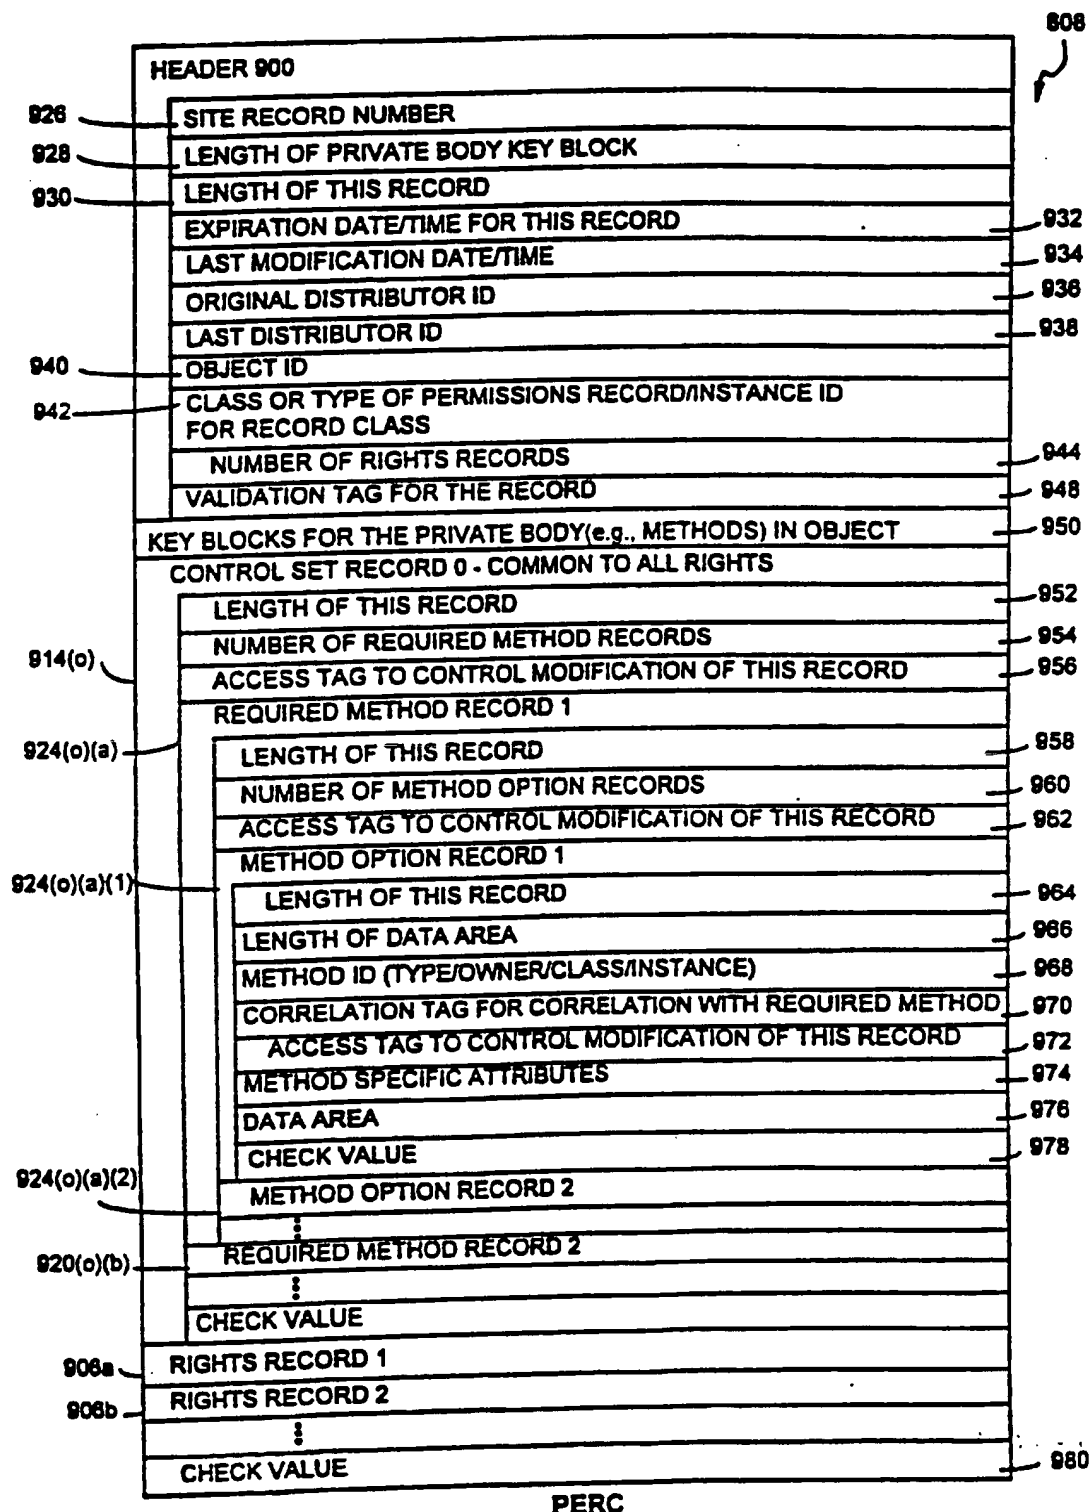 808
HEADER 900
926 SITE RECORD NUMBER
928 LENGTH OF PRIVATE BODY KEY BLOCK
930 LENGTH OF THIS RECORD
EXPIRATION DATE/TIME FOR THIS RECORD 932
LAST MODIFICATION DATE/TIME 934
ORIGINAL DISTRIBUTOR ID 936
LAST DISTRIBUTOR ID 938
940 OBJECT ID
942 CLASS OR TYPE OF PERMISSIONS RECORD/INSTANCE ID
FOR RECORD CLASS
NUMBER OF RIGHTS RECORDS 944
VALIDATION TAG FOR THE RECORD 948
KEY BLOCKS FOR THE PRIVATE BODY(e.g., METHODS) IN OBJECT 950
CONTROL SET RECORD 0 - COMMON TO ALL RIGHTS
LENGTH OF THIS RECORD 952
NUMBER OF REQUIRED METHOD RECORDS 954
914(o) ACCESS TAG TO CONTROL MODIFICATION OF THIS RECORD 956
REQUIRED METHOD RECORD 1
924(o)(a) LENGTH OF THIS RECORD 958
NUMBER OF METHOD OPTION RECORDS 960
ACCESS TAG TO CONTROL MODIFICATION OF THIS RECORD 962
METHOD OPTION RECORD 1
924(o)(a)(1) LENGTH OF THIS RECORD 964
LENGTH OF DATA AREA 966
METHOD ID (TYPE/OWNER/CLASS/INSTANCE) 968
CORRELATION TAG FOR CORRELATION WITH REQUIRED METHOD 970
ACCESS TAG TO CONTROL MODIFICATION OF THIS RECORD 972
METHOD SPECIFIC ATTRIBUTES 974
DATA AREA 976
CHECK VALUE 978
924(o)(a)(2) METHOD OPTION RECORD 2
REQUIRED METHOD RECORD 2
920(o)(b)
CHECK VALUE
906a RIGHTS RECORD 1
906b RIGHTS RECORD 2
CHECK VALUE 980
PERC